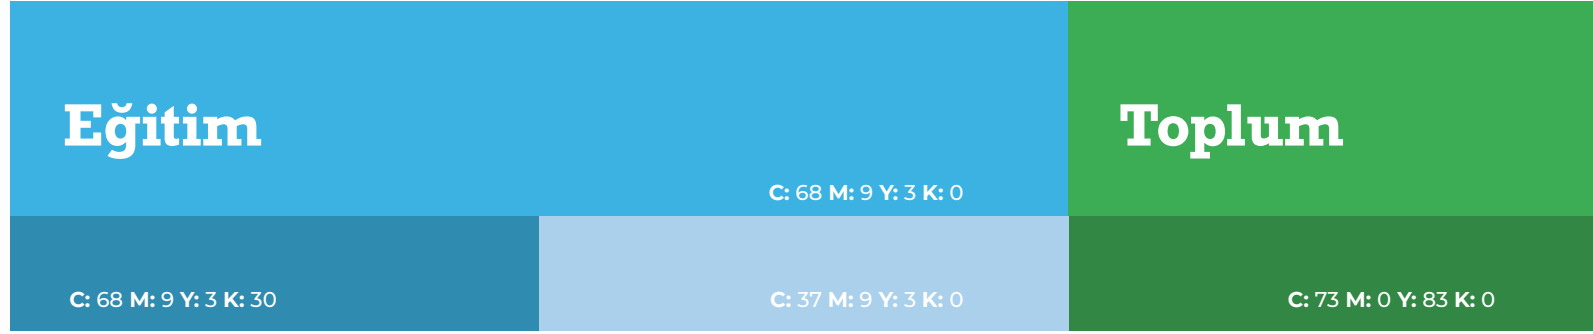 Eğitim
Toplum
C: 68 M: 9 Y: 3 K: 0
C: 68 M: 9 Y: 3 K: 30
C: 37 M: 9 Y: 3 K: 0
C: 73 M: 0 Y: 83 K: 0